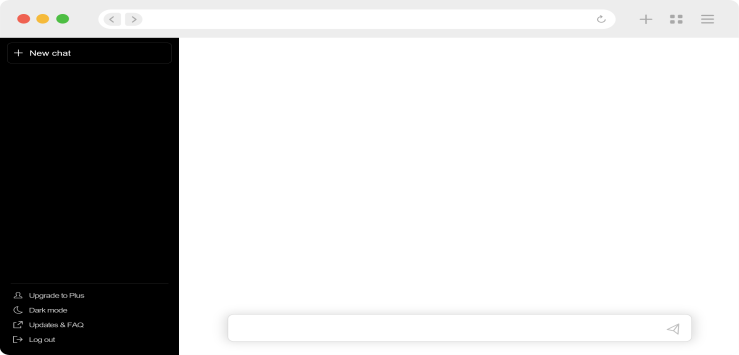 New chat
Upgrade to Plus
Dark mode
Updates & FAQ
Log out